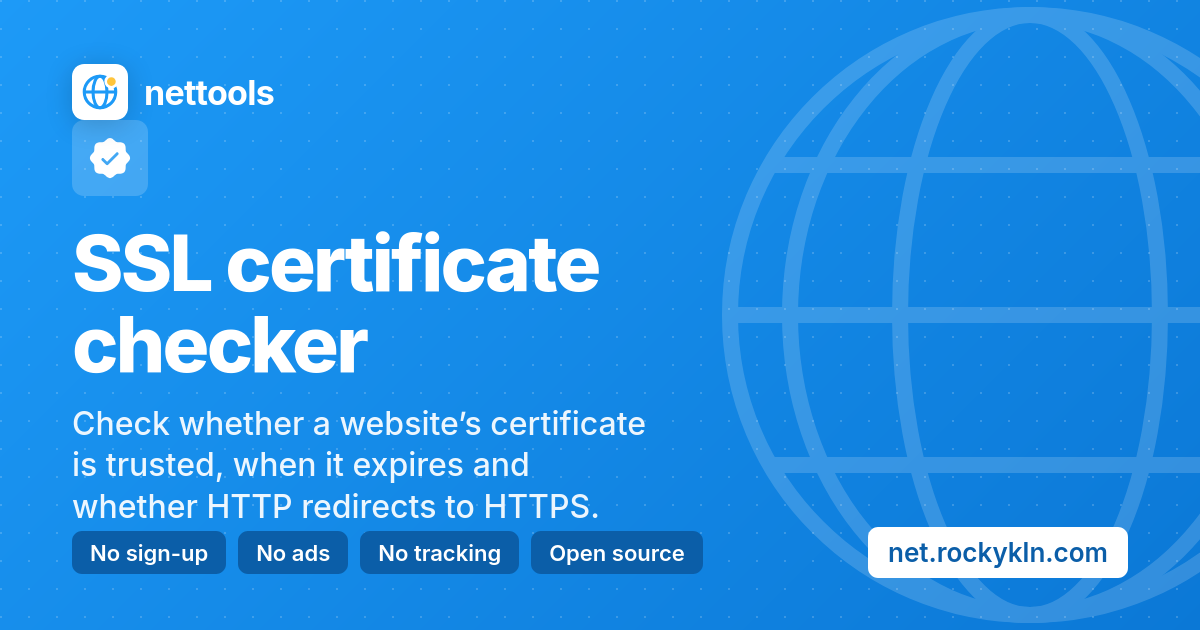 nettools
SSL certificate
checker
Check whether a website’s certificate
is trusted, when it expires and
whether HTTP redirects to HTTPS.
No sign-up
No ads
No tracking
Open source
net.rockykln.com